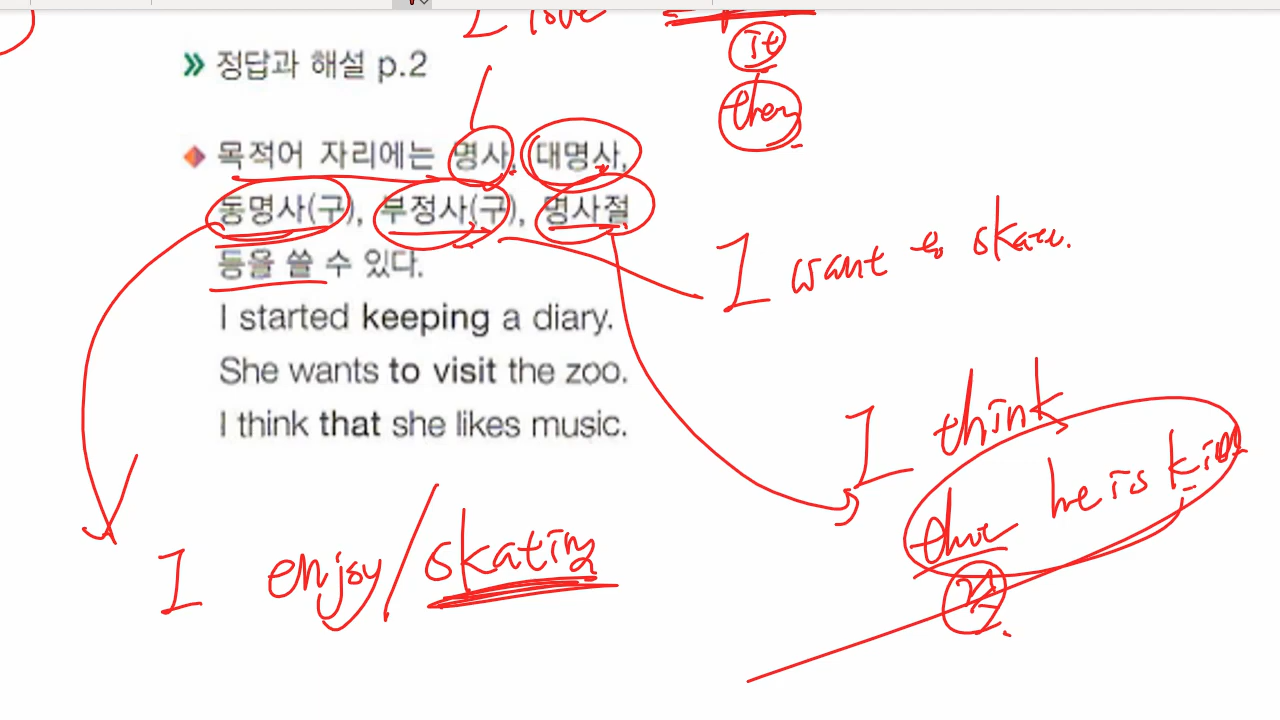 I love
it
them
» 정답과 해설 p.2
목적어 자리에는 명사, 대명사,
동명사(구), 부정사(구), 명사절
등을 쓸 수 있다.
I want to skate.
I started keeping a diary.
She wants to visit the zoo.
I think that she likes music.
I think
that he is kind
I enjoy / skating